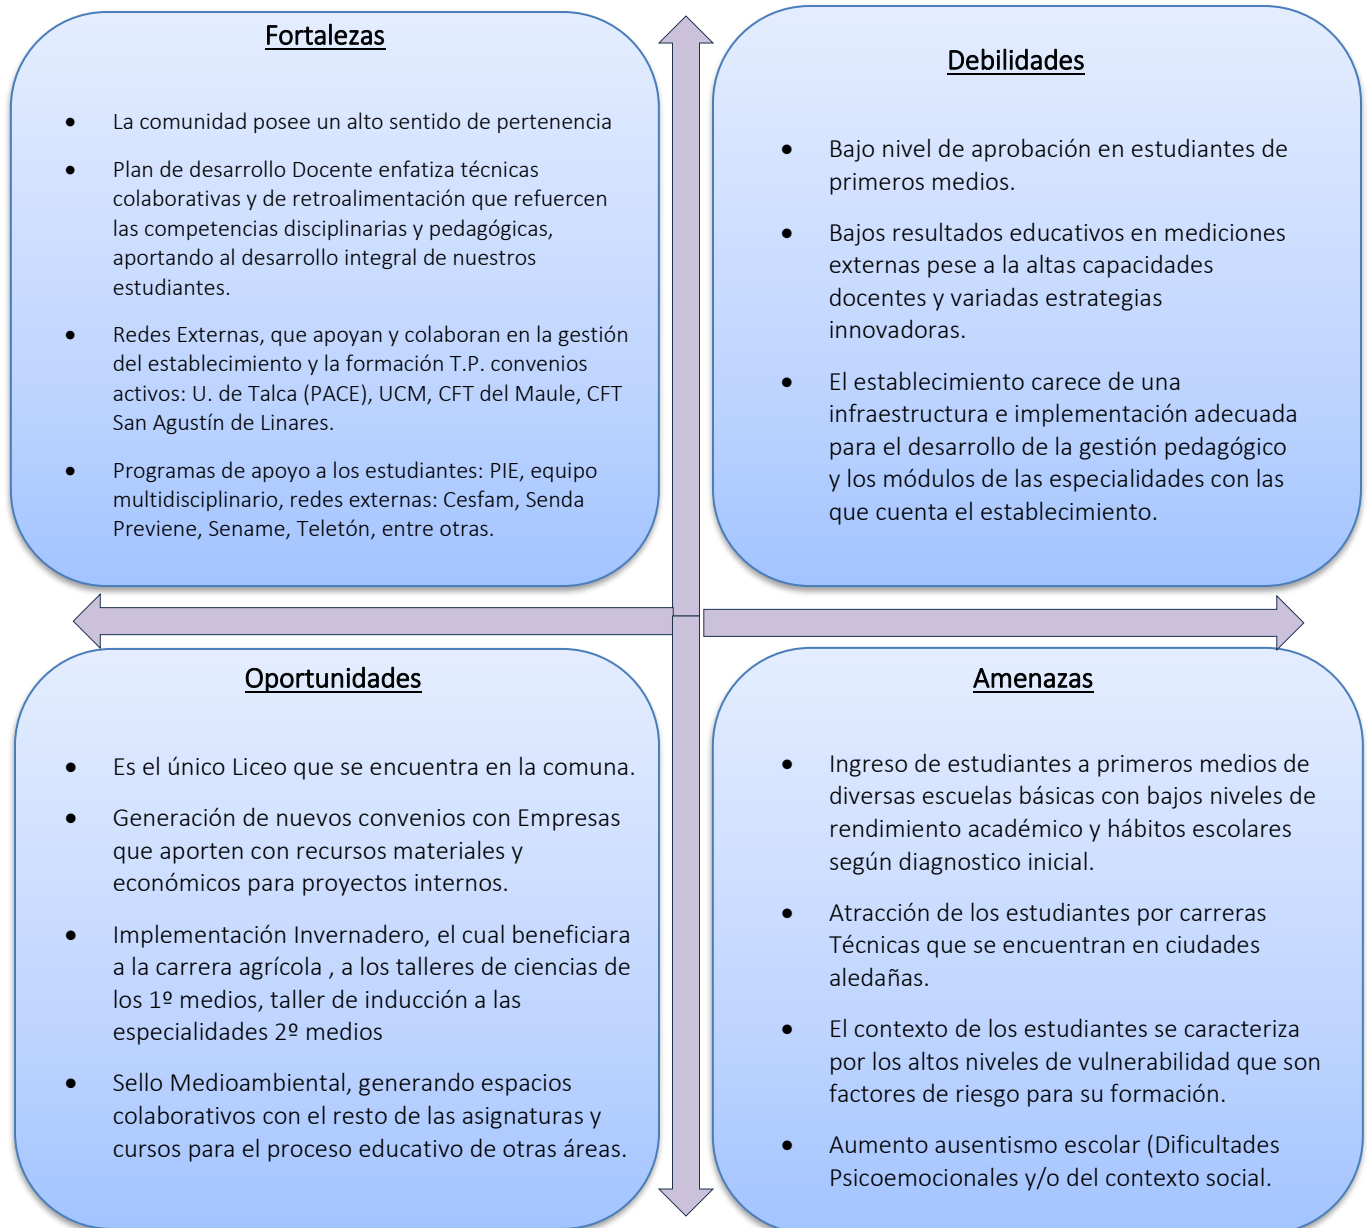 Fortalezas
• La comunidad posee un alto sentido de pertenencia
• Plan de desarrollo Docente enfatiza técnicas
colaborativas y de retroalimentación que refuercen
las competencias disciplinarias y pedagógicas,
aportando al desarrollo integral de nuestros
estudiantes.
• Redes Externas, que apoyan y colaboran en la gestión
del establecimiento y la formación T.P. convenios
activos: U. de Talca (PACE), UCM, CFT del Maule, CFT
San Agustín de Linares.
• Programas de apoyo a los estudiantes: PIE, equipo
multidisciplinario, redes externas: Cesfam, Senda
Previene, Sename, Teletón, entre otras.
Debilidades
• Bajo nivel de aprobación en estudiantes de
primeros medios.
• Bajos resultados educativos en mediciones
externas pese a la altas capacidades
docentes y variadas estrategias
innovadoras.
• El establecimiento carece de una
infraestructura e implementación adecuada
para el desarrollo de la gestión pedagógico
y los módulos de las especialidades con las
que cuenta el establecimiento.
Oportunidades
• Es el único Liceo que se encuentra en la comuna.
• Generación de nuevos convenios con Empresas
que aporten con recursos materiales y
económicos para proyectos internos.
• Implementación Invernadero, el cual beneficiara
a la carrera agrícola , a los talleres de ciencias de
los 1º medios, taller de inducción a las
especialidades 2º medios
• Sello Medioambiental, generando espacios
colaborativos con el resto de las asignaturas y
cursos para el proceso educativo de otras áreas.
Amenazas
• Ingreso de estudiantes a primeros medios de
diversas escuelas básicas con bajos niveles de
rendimiento académico y hábitos escolares
según diagnostico inicial.
• Atracción de los estudiantes por carreras
Técnicas que se encuentran en ciudades
aledañas.
• El contexto de los estudiantes se caracteriza
por los altos niveles de vulnerabilidad que son
factores de riesgo para su formación.
• Aumento ausentismo escolar (Dificultades
Psicoemocionales y/o del contexto social.